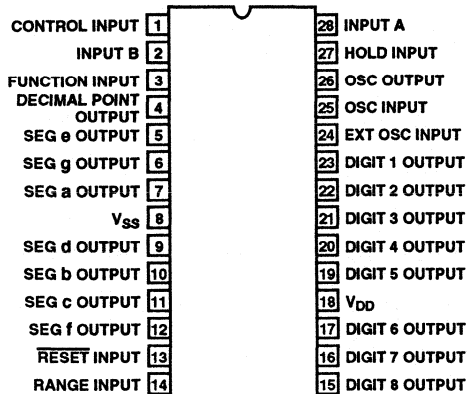 CONTROL INPUT 1
INPUT B 2
FUNCTION INPUT 3
DECIMAL POINT
OUTPUT 4
SEG e OUTPUT 5
SEG g OUTPUT 6
SEG a OUTPUT 7
VSS 8
SEG d OUTPUT 9
SEG b OUTPUT 10
SEG c OUTPUT 11
SEG f OUTPUT 12
RESET INPUT 13
RANGE INPUT 14
28 INPUT A
27 HOLD INPUT
26 OSC OUTPUT
25 OSC INPUT
24 EXT OSC INPUT
23 DIGIT 1 OUTPUT
22 DIGIT 2 OUTPUT
21 DIGIT 3 OUTPUT
20 DIGIT 4 OUTPUT
19 DIGIT 5 OUTPUT
18 VDD
17 DIGIT 6 OUTPUT
16 DIGIT 7 OUTPUT
15 DIGIT 8 OUTPUT